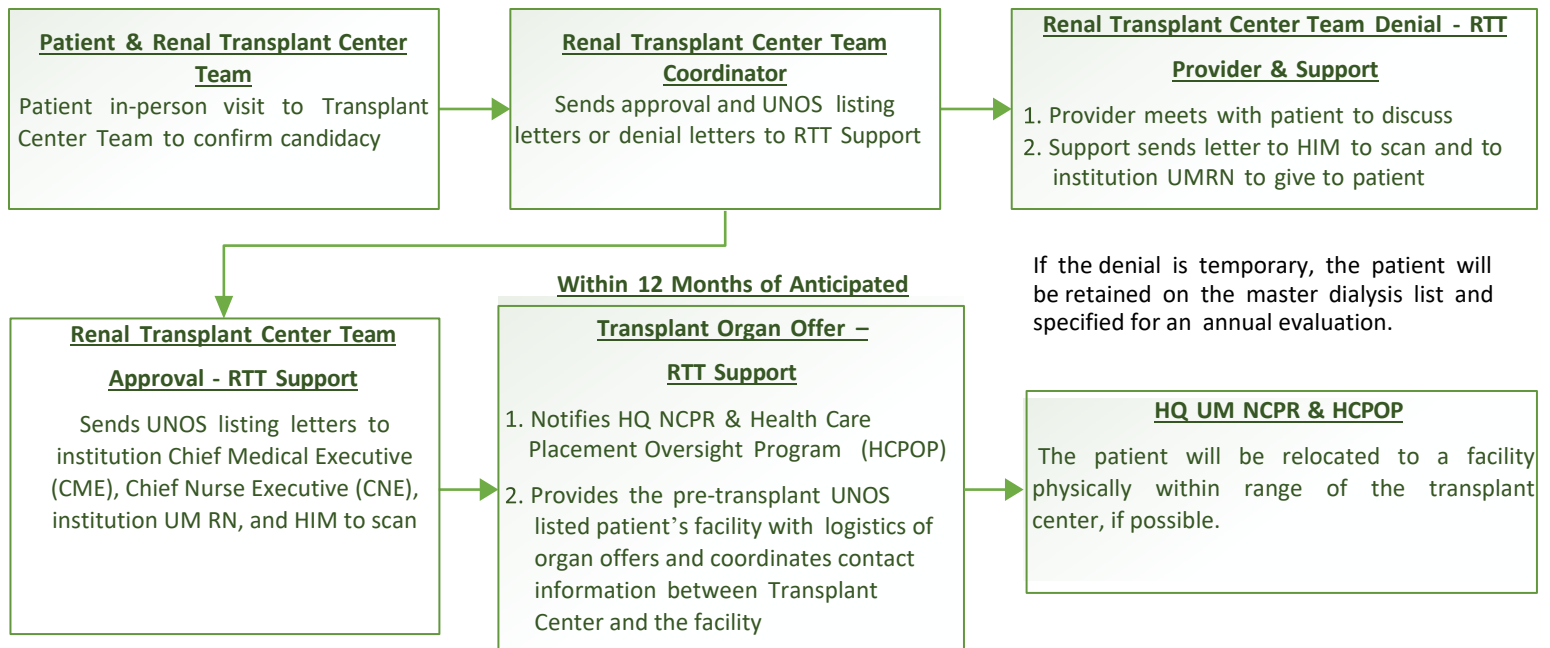 Patient & Renal Transplant Center
Team
Patient in-person visit to Transplant
Center Team to confirm candidacy
Renal Transplant Center Team
Coordinator
Sends approval and UNOS listing
letters or denial letters to RTT Support
Renal Transplant Center Team Denial - RTT
Provider & Support
1. Provider meets with patient to discuss
2. Support sends letter to HIM to scan and to
institution UMRN to give to patient
If the denial is temporary, the patient will
be retained on the master dialysis list and
specified for an annual evaluation.
Renal Transplant Center Team
Approval - RTT Support
Sends UNOS listing letters to
institution Chief Medical Executive
(CME), Chief Nurse Executive (CNE),
institution UM RN, and HIM to scan
Within 12 Months of Anticipated
Transplant Organ Offer –
RTT Support
1. Notifies HQ NCPR & Health Care
Placement Oversight Program (HCPOP)
2. Provides the pre-transplant UNOS
listed patient’s facility with logistics of
organ offers and coordinates contact
information between Transplant
Center and the facility
HQ UM NCPR & HCPOP
The patient will be relocated to a facility
physically within range of the transplant
center, if possible.